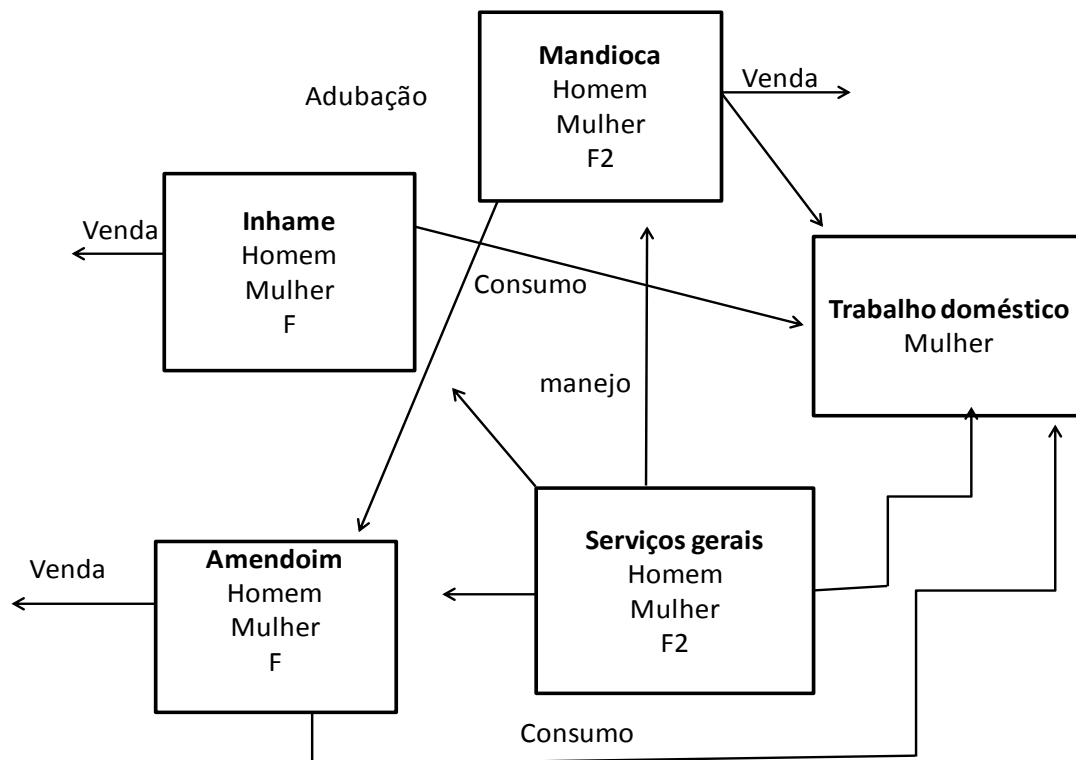 Mandioca
Homem
Mulher
F2
Venda
Adubação
Inhame
Homem
Mulher
F
Venda
Consumo
Trabalho doméstico
Mulher
manejo
Serviços gerais
Homem
Mulher
F2
Amendoim
Homem
Mulher
F
Venda
Consumo